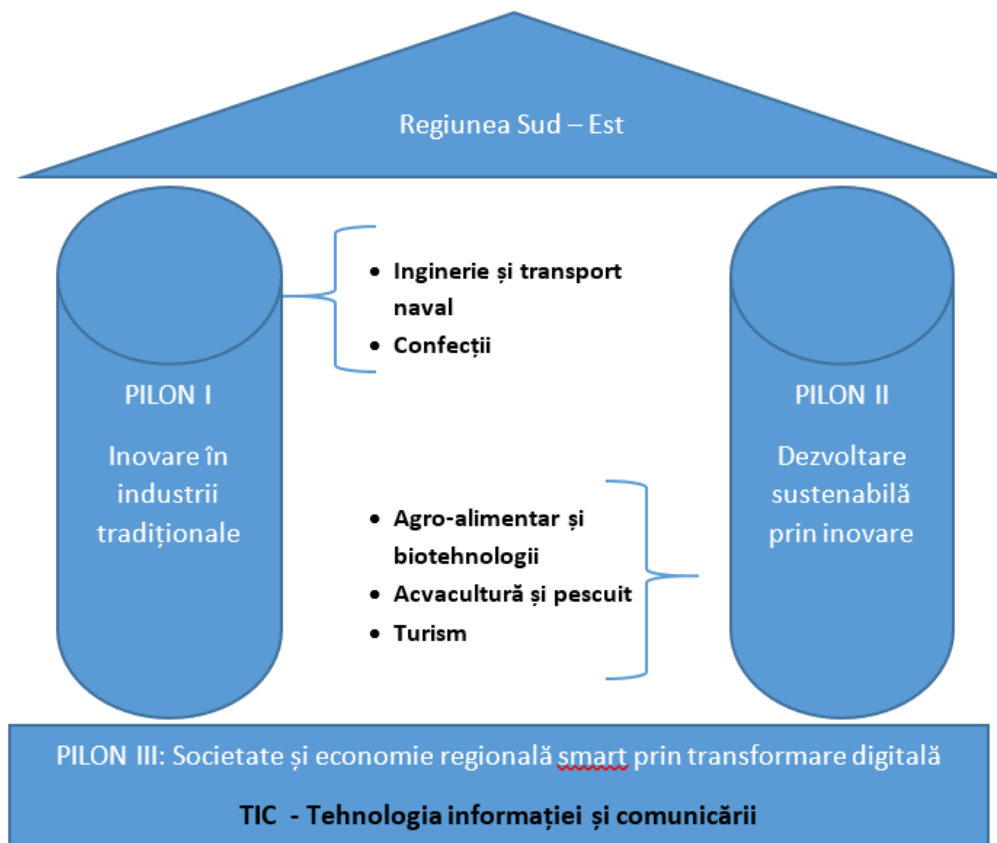 Regiunea Sud – Est
PILON I
Inovare în
industrii
tradiționale
• Inginerie și transport
naval
• Confecții
• Agro-alimentar și
biotehnologii
• Acvacultură și pescuit
• Turism
PILON II
Dezvoltare
sustenabilă
prin inovare
PILON III: Societate și economie regională smart prin transformare digitală
TIC - Tehnologia informației și comunicării